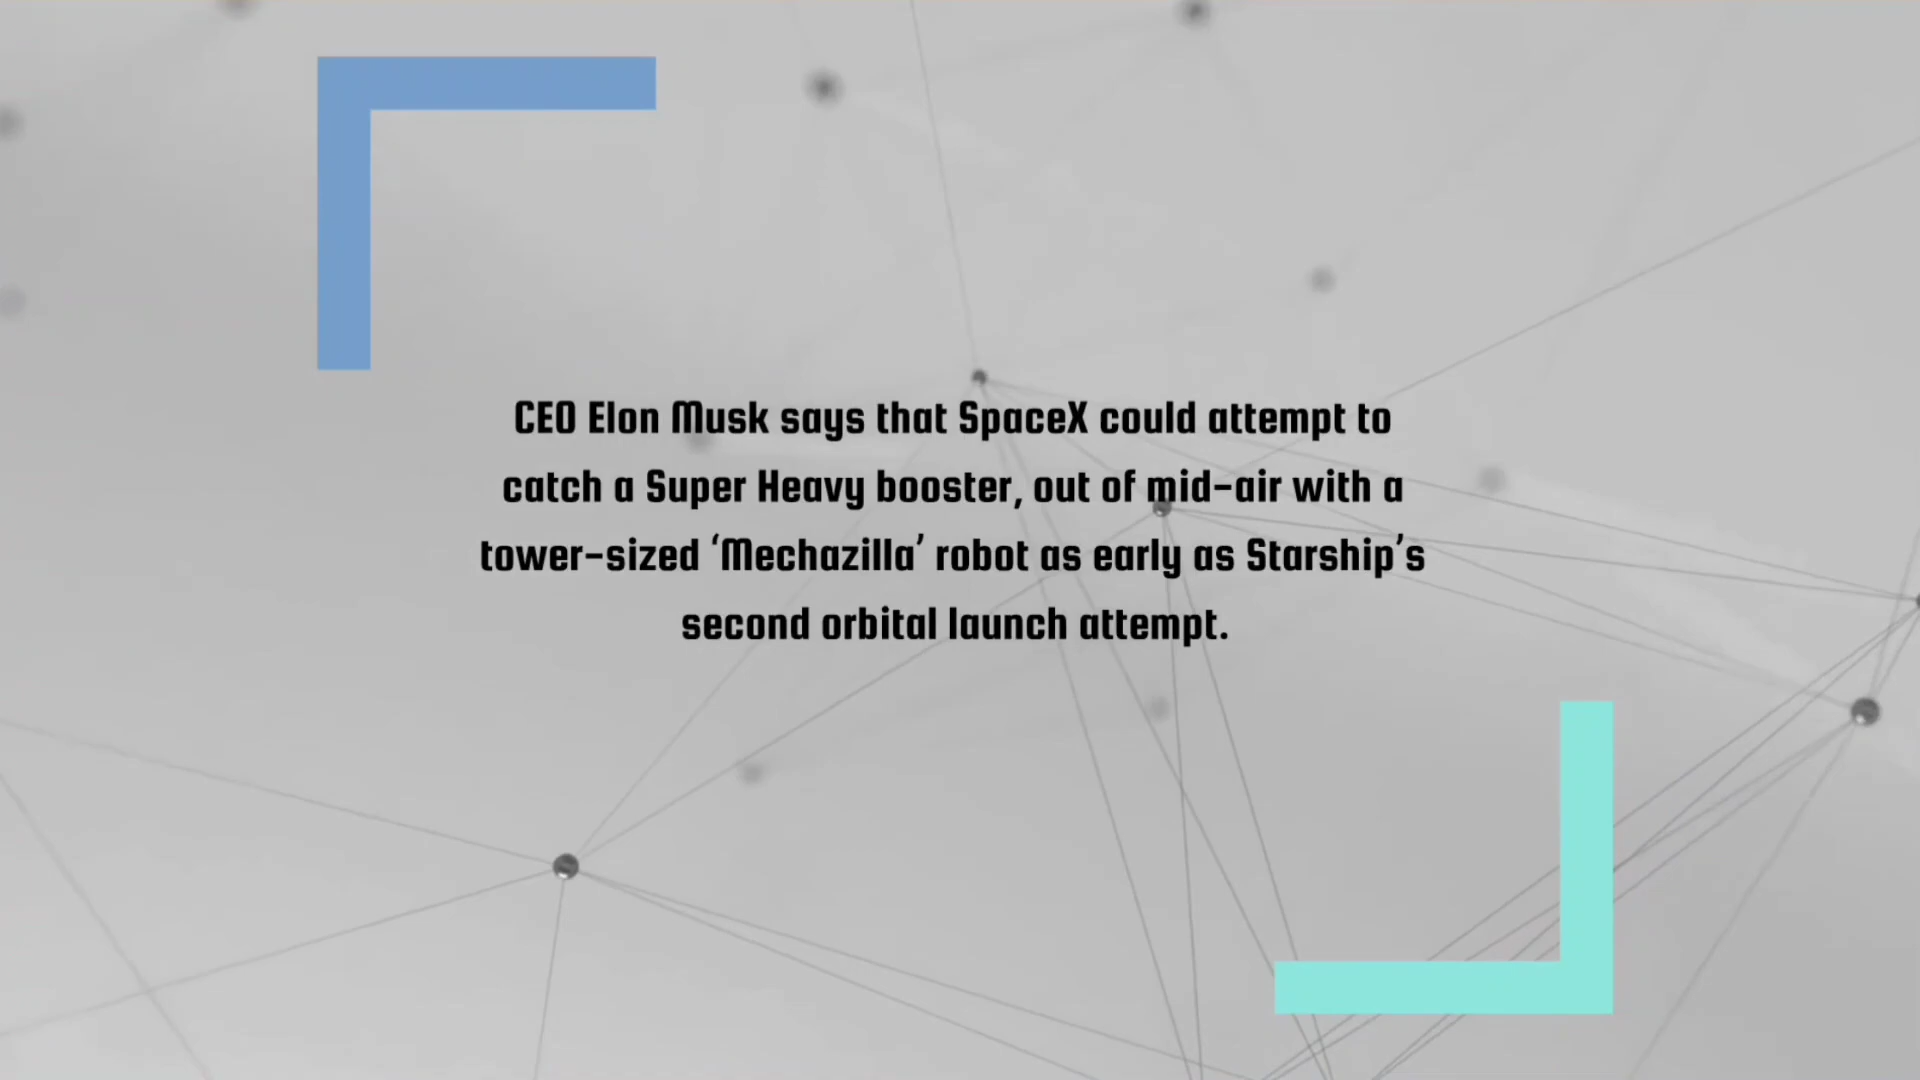 CEO Elon Musk says that SpaceX could attempt to
catch a Super Heavy booster, out of mid-air with a
tower-sized ‘Mechazilla’ robot as early as Starship’s
second orbital launch attempt.